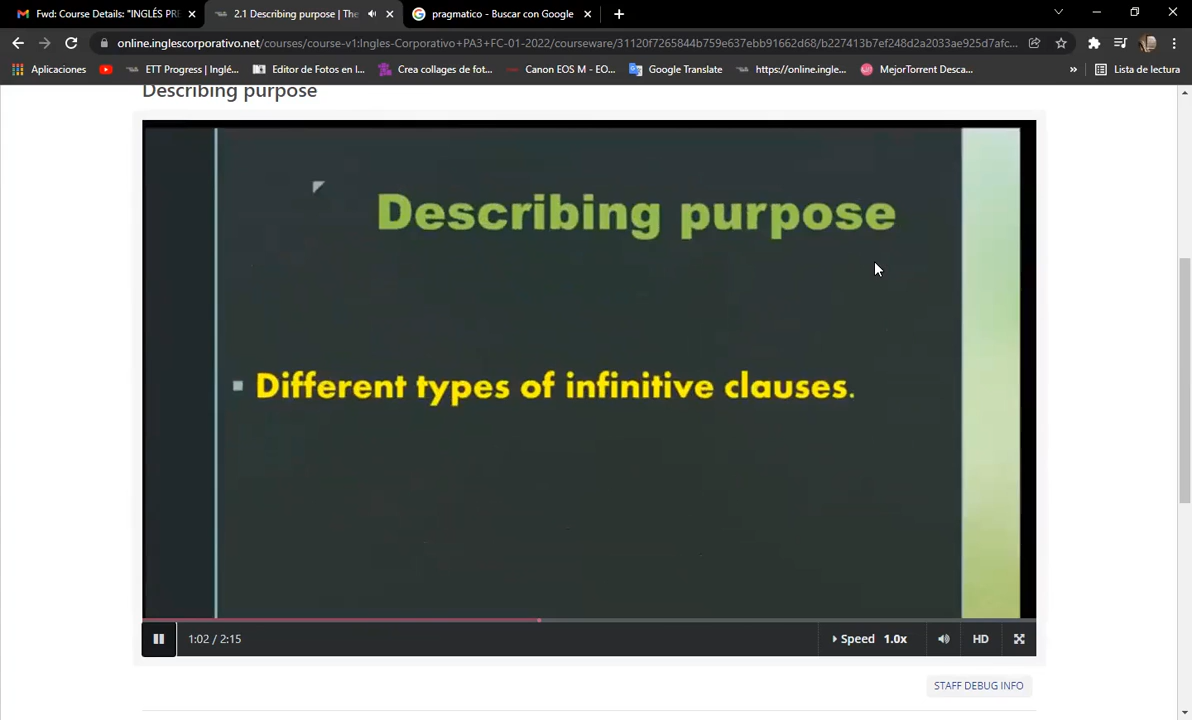 Fwd: Course Details: "INGLÉS PRE
2.1 Describing purpose | The
pragmatico - Buscar con Google
online.inglescorporativo.net/courses/course-v1:Ingles-Corporativo+PA3+FC-01-2022/courseware/31120f7265844b759e637ebb91662d68/b227413b7ef248d2a2033ae925d7afc...
Aplicaciones
ETT Progress | Inglé...
Editor de Fotos en l...
Crea collages de fot...
Canon EOS M - EO...
Google Translate
https://online.ingle...
MejorTorrent Desca...
»
Lista de lectura
Describing purpose
Describing purpose
Different types of infinitive clauses.
1:02 / 2:15
Speed 1.0x
HD
STAFF DEBUG INFO